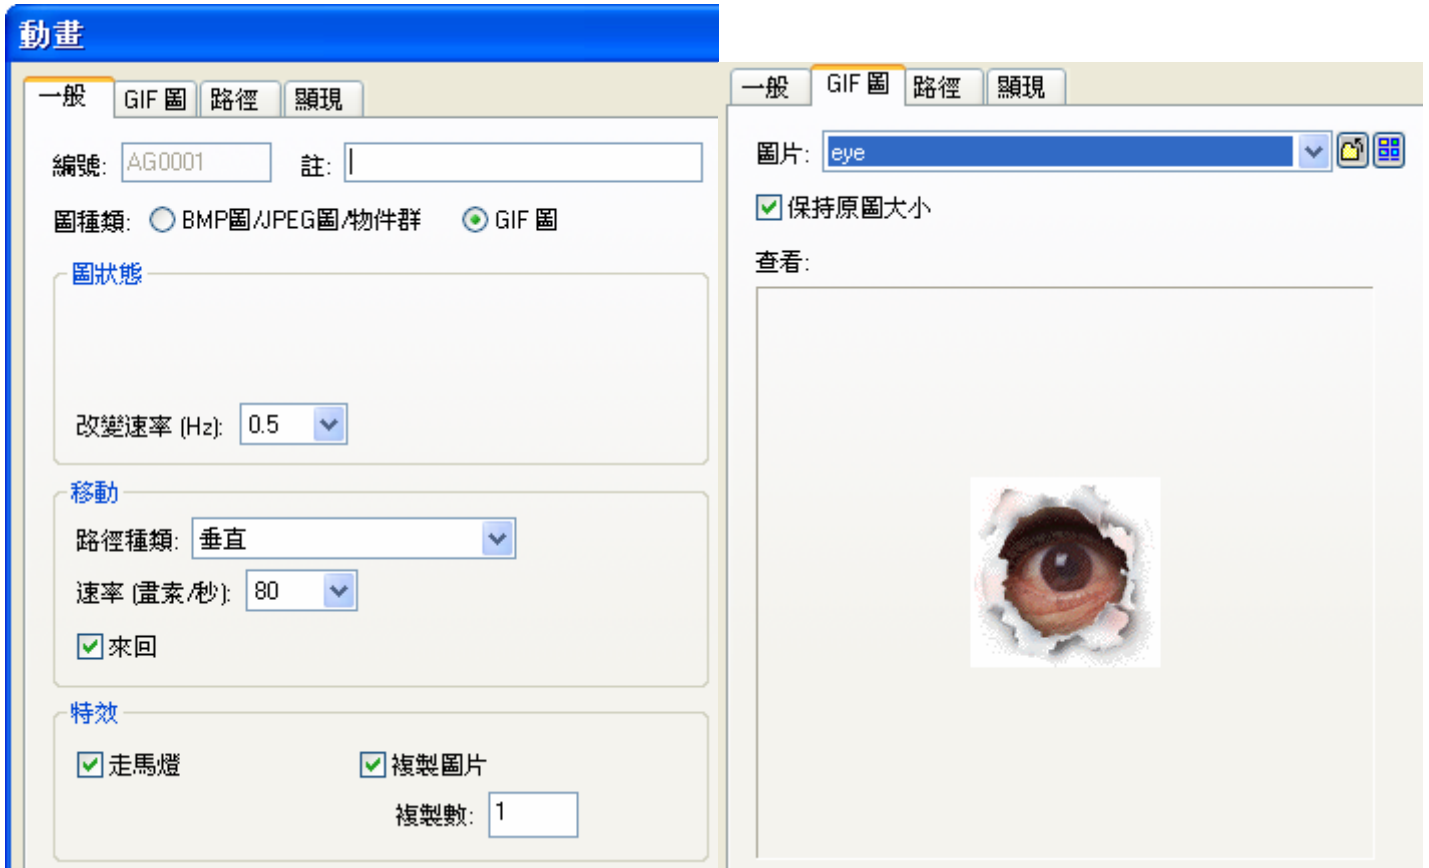 動畫
一般 GIF 圖 路徑 顯現
編號: AG0001 註:
圖種類: BMP圖/JPEG圖/物件群 GIF 圖
圖狀態
改變速率 (Hz): 0.5
移動
路徑種類: 垂直
速率 (畫素/秒): 80
來回
特效
走馬燈 複製圖片
複製數: 1
一般 GIF 圖 路徑 顯現
圖片: eye
保持原圖大小
查看: